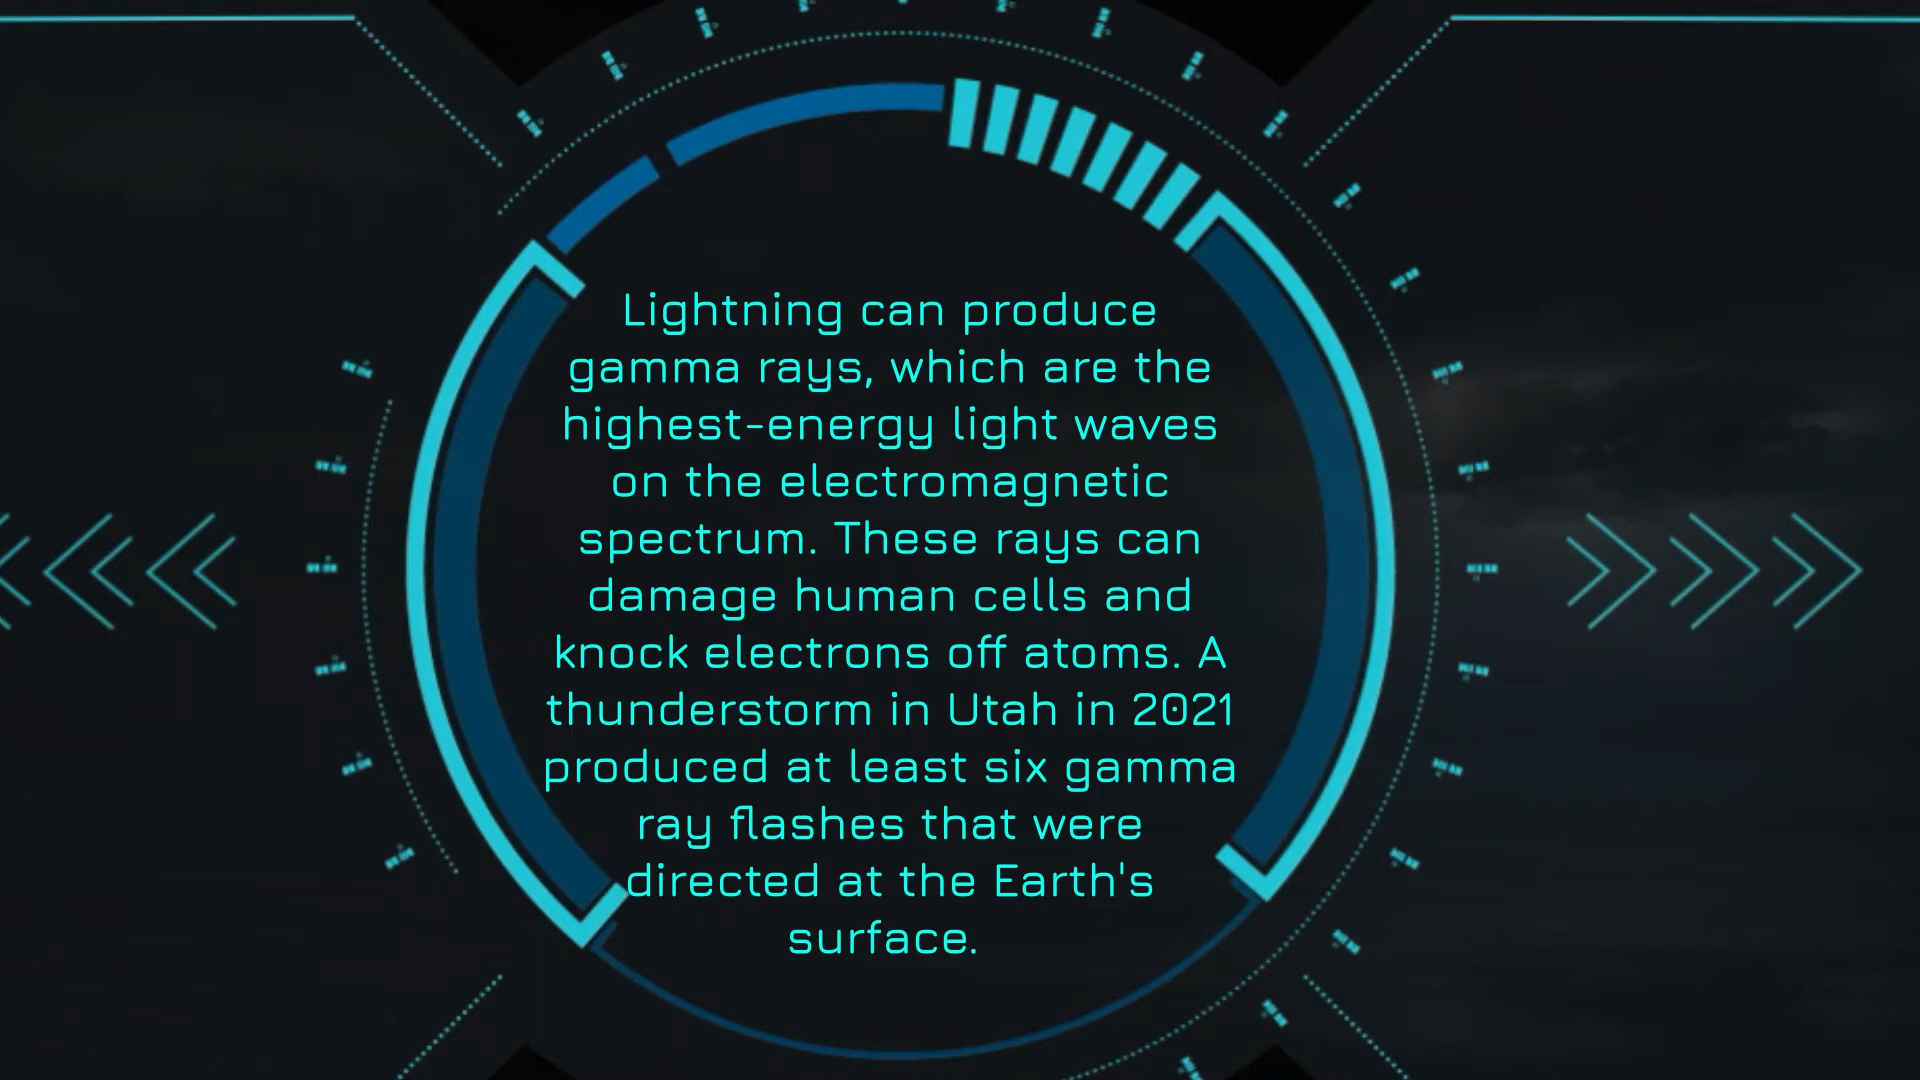 Lightning can produce
gamma rays, which are the
highest-energy light waves
on the electromagnetic
spectrum. These rays can
damage human cells and
knock electrons off atoms. A
thunderstorm in Utah in 2021
produced at least six gamma
ray flashes that were
directed at the Earth's
surface.